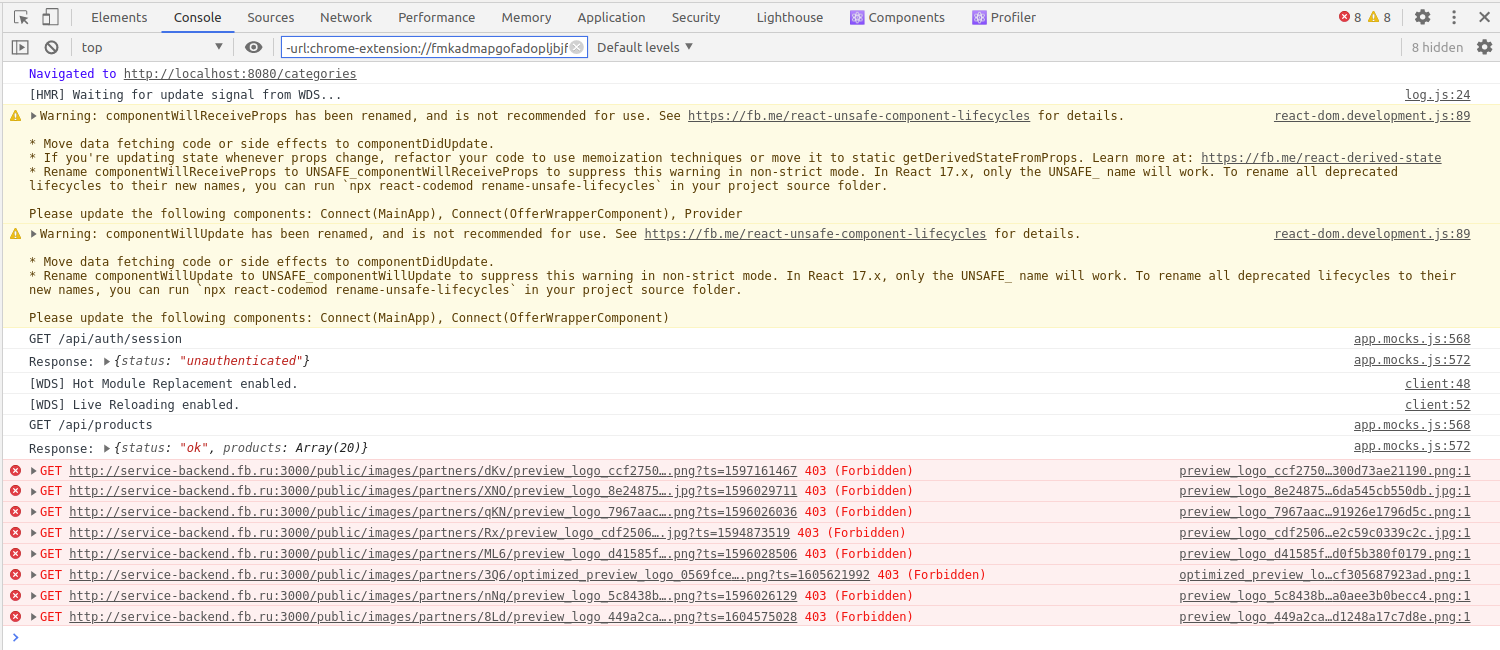 Elements Console Sources Network Performance Memory Application Security Lighthouse Components Profiler 8 8
top -url:chrome-extension://fmkadmapgofadopljbjf Default levels 8 hidden
Navigated to http://localhost:8080/categories
[HMR] Waiting for update signal from WDS... log.js:24
Warning: componentWillReceiveProps has been renamed, and is not recommended for use. See https://fb.me/react-unsafe-component-lifecycles for details. react-dom.development.js:89
* Move data fetching code or side effects to componentDidUpdate.
* If you're updating state whenever props change, refactor your code to use memoization techniques or move it to static getDerivedStateFromProps. Learn more at: https://fb.me/react-derived-state
* Rename componentWillReceiveProps to UNSAFE_componentWillReceiveProps to suppress this warning in non-strict mode. In React 17.x, only the UNSAFE_ name will work. To rename all deprecated
lifecycles to their new names, you can run `npx react-codemod rename-unsafe-lifecycles` in your project source folder.
Please update the following components: Connect(MainApp), Connect(OfferWrapperComponent), Provider
Warning: componentWillUpdate has been renamed, and is not recommended for use. See https://fb.me/react-unsafe-component-lifecycles for details. react-dom.development.js:89
* Move data fetching code or side effects to componentDidUpdate.
* Rename componentWillUpdate to UNSAFE_componentWillUpdate to suppress this warning in non-strict mode. In React 17.x, only the UNSAFE_ name will work. To rename all deprecated lifecycles to their
new names, you can run `npx react-codemod rename-unsafe-lifecycles` in your project source folder.
Please update the following components: Connect(MainApp), Connect(OfferWrapperComponent)
GET /api/auth/session app.mocks.js:568
Response: {status: "unauthenticated"} app.mocks.js:572
[WDS] Hot Module Replacement enabled. client:48
[WDS] Live Reloading enabled. client:52
GET /api/products app.mocks.js:568
Response: {status: "ok", products: Array(20)} app.mocks.js:572
GET http://service-backend.fb.ru:3000/public/images/partners/dKv/preview_logo_ccf2750….png?ts=1597161467 403 (Forbidden) preview_logo_ccf2750…300d73ae21190.png:1
GET http://service-backend.fb.ru:3000/public/images/partners/XNO/preview_logo_8e24875….jpg?ts=1596029711 403 (Forbidden) preview_logo_8e24875…6da545cb550db.jpg:1
GET http://service-backend.fb.ru:3000/public/images/partners/qKN/preview_logo_7967aac….png?ts=1596026036 403 (Forbidden) preview_logo_7967aac…91926e1796d5c.png:1
GET http://service-backend.fb.ru:3000/public/images/partners/Rx/preview_logo_cdf2506….jpg?ts=1594873519 403 (Forbidden) preview_logo_cdf2506…e2c59c0339c2c.jpg:1
GET http://service-backend.fb.ru:3000/public/images/partners/ML6/preview_logo_d41585f….png?ts=1596028506 403 (Forbidden) preview_logo_d41585f…d0f5b380f0179.png:1
GET http://service-backend.fb.ru:3000/public/images/partners/3Q6/optimized_preview_logo_0569fce….png?ts=1605621992 403 (Forbidden) optimized_preview_lo…cf305687923ad.png:1
GET http://service-backend.fb.ru:3000/public/images/partners/nNq/preview_logo_5c8438b….png?ts=1596026129 403 (Forbidden) preview_logo_5c8438b…a0aee3b0becc4.png:1
GET http://service-backend.fb.ru:3000/public/images/partners/8Ld/preview_logo_449a2ca….png?ts=1604575028 403 (Forbidden) preview_logo_449a2ca…d1248a17c7d8e.png:1